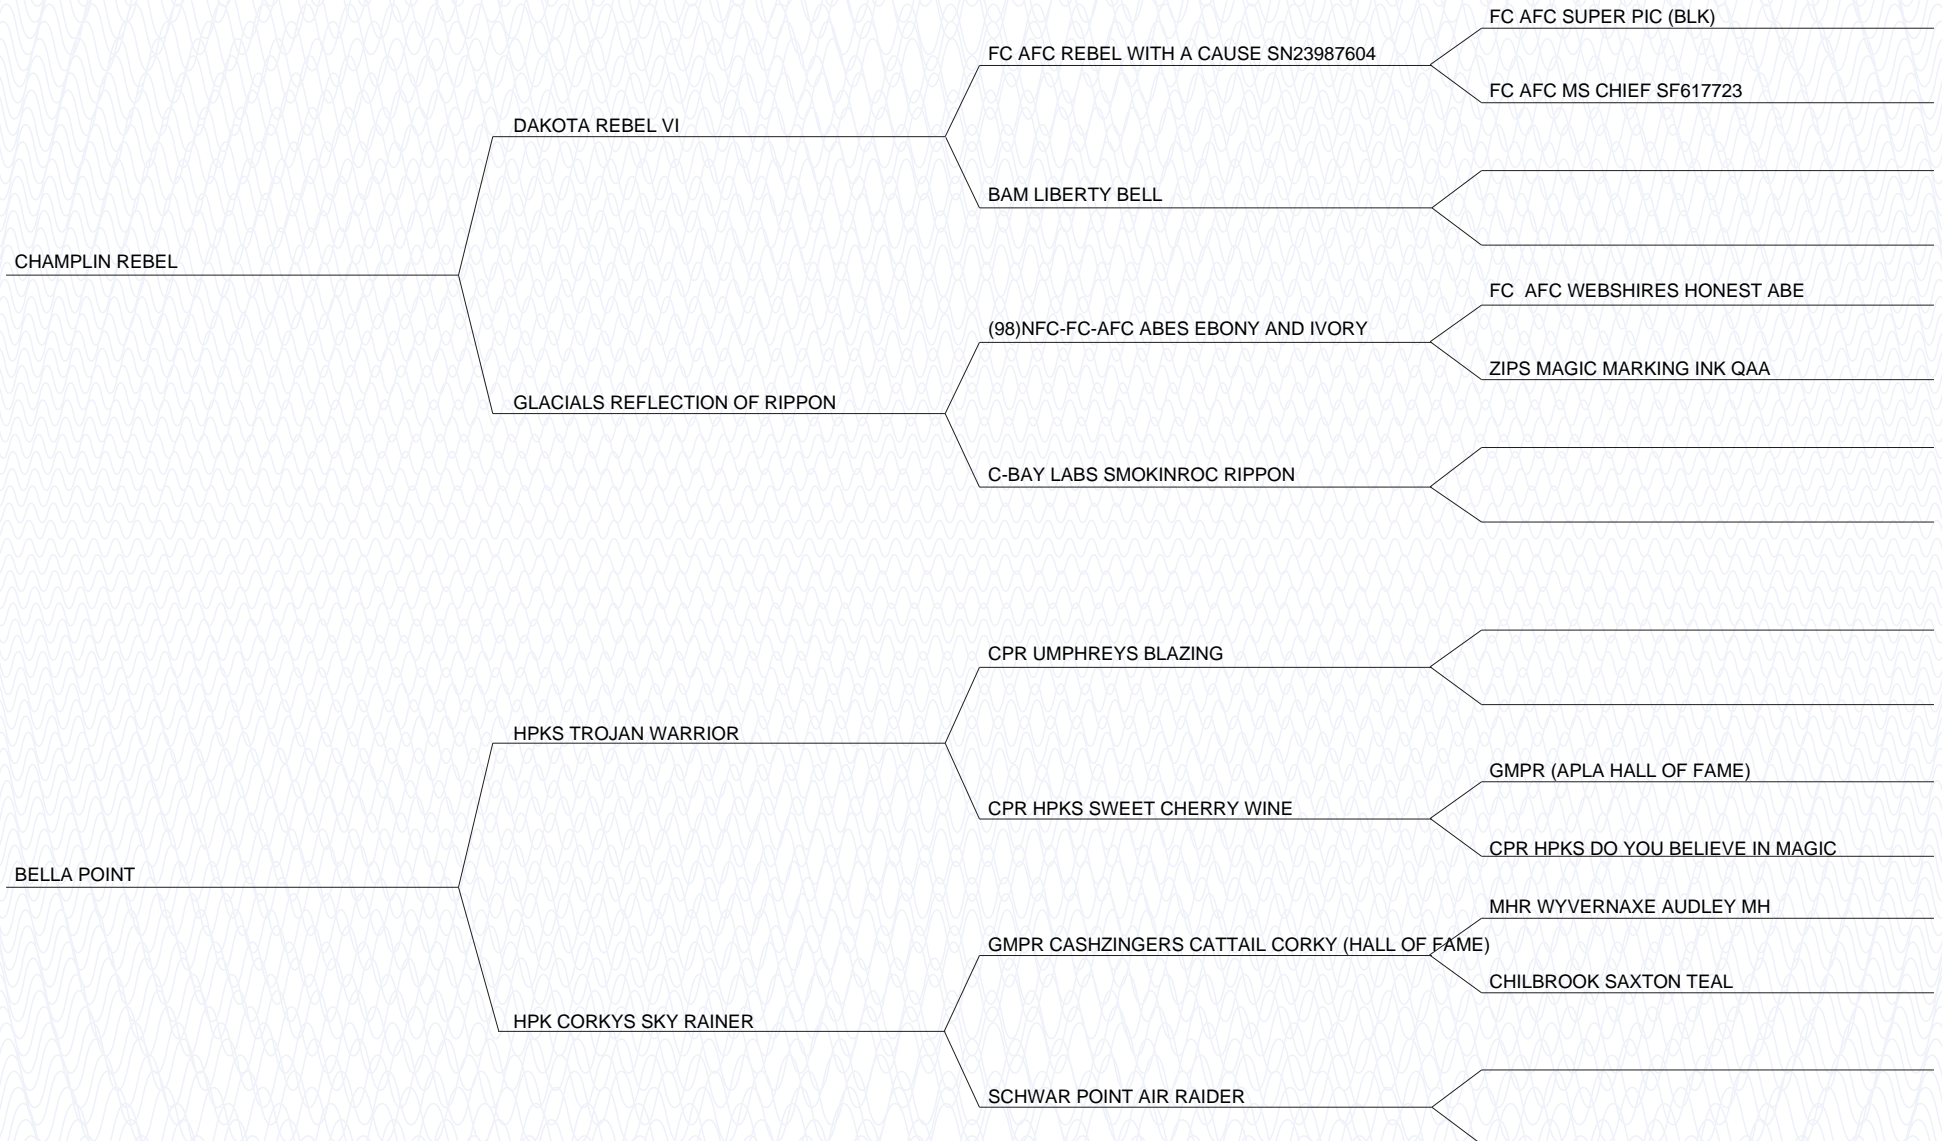 FC AFC SUPER PIC (BLK)
FC AFC REBEL WITH A CAUSE SN23987604
FC AFC MS CHIEF SF617723
DAKOTA REBEL VI
BAM LIBERTY BELL
CHAMPLIN REBEL
FC  AFC WEBSHIRES HONEST ABE
(98)NFC-FC-AFC ABES EBONY AND IVORY
ZIPS MAGIC MARKING INK QAA
GLACIALS REFLECTION OF RIPPON
C-BAY LABS SMOKINROC RIPPON
CPR UMPHREYS BLAZING
HPKS TROJAN WARRIOR
GMPR (APLA HALL OF FAME)
CPR HPKS SWEET CHERRY WINE
CPR HPKS DO YOU BELIEVE IN MAGIC
BELLA POINT
MHR WYVERNAXE AUDLEY MH
GMPR CASHZINGERS CATTAIL CORKY (HALL OF FAME)
CHILBROOK SAXTON TEAL
HPK CORKYS SKY RAINER
SCHWAR POINT AIR RAIDER